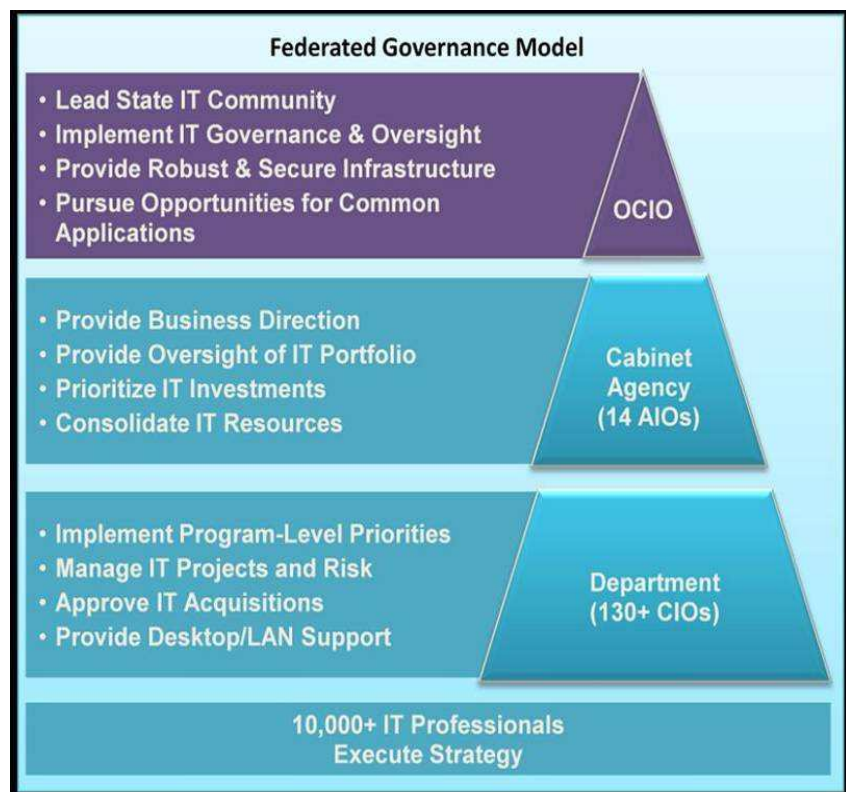 Federated Governance Model
• Lead State IT Community
• Implement IT Governance & Oversight
• Provide Robust & Secure Infrastructure
• Pursue Opportunities for Common
Applications
OCIO
• Provide Business Direction
• Provide Oversight of IT Portfolio
• Prioritize IT Investments
• Consolidate IT Resources
Cabinet
Agency
(14 AIOs)
• Implement Program-Level Priorities
• Manage IT Projects and Risk
• Approve IT Acquisitions
• Provide Desktop/LAN Support
Department
(130+ CIOs)
10,000+ IT Professionals
Execute Strategy